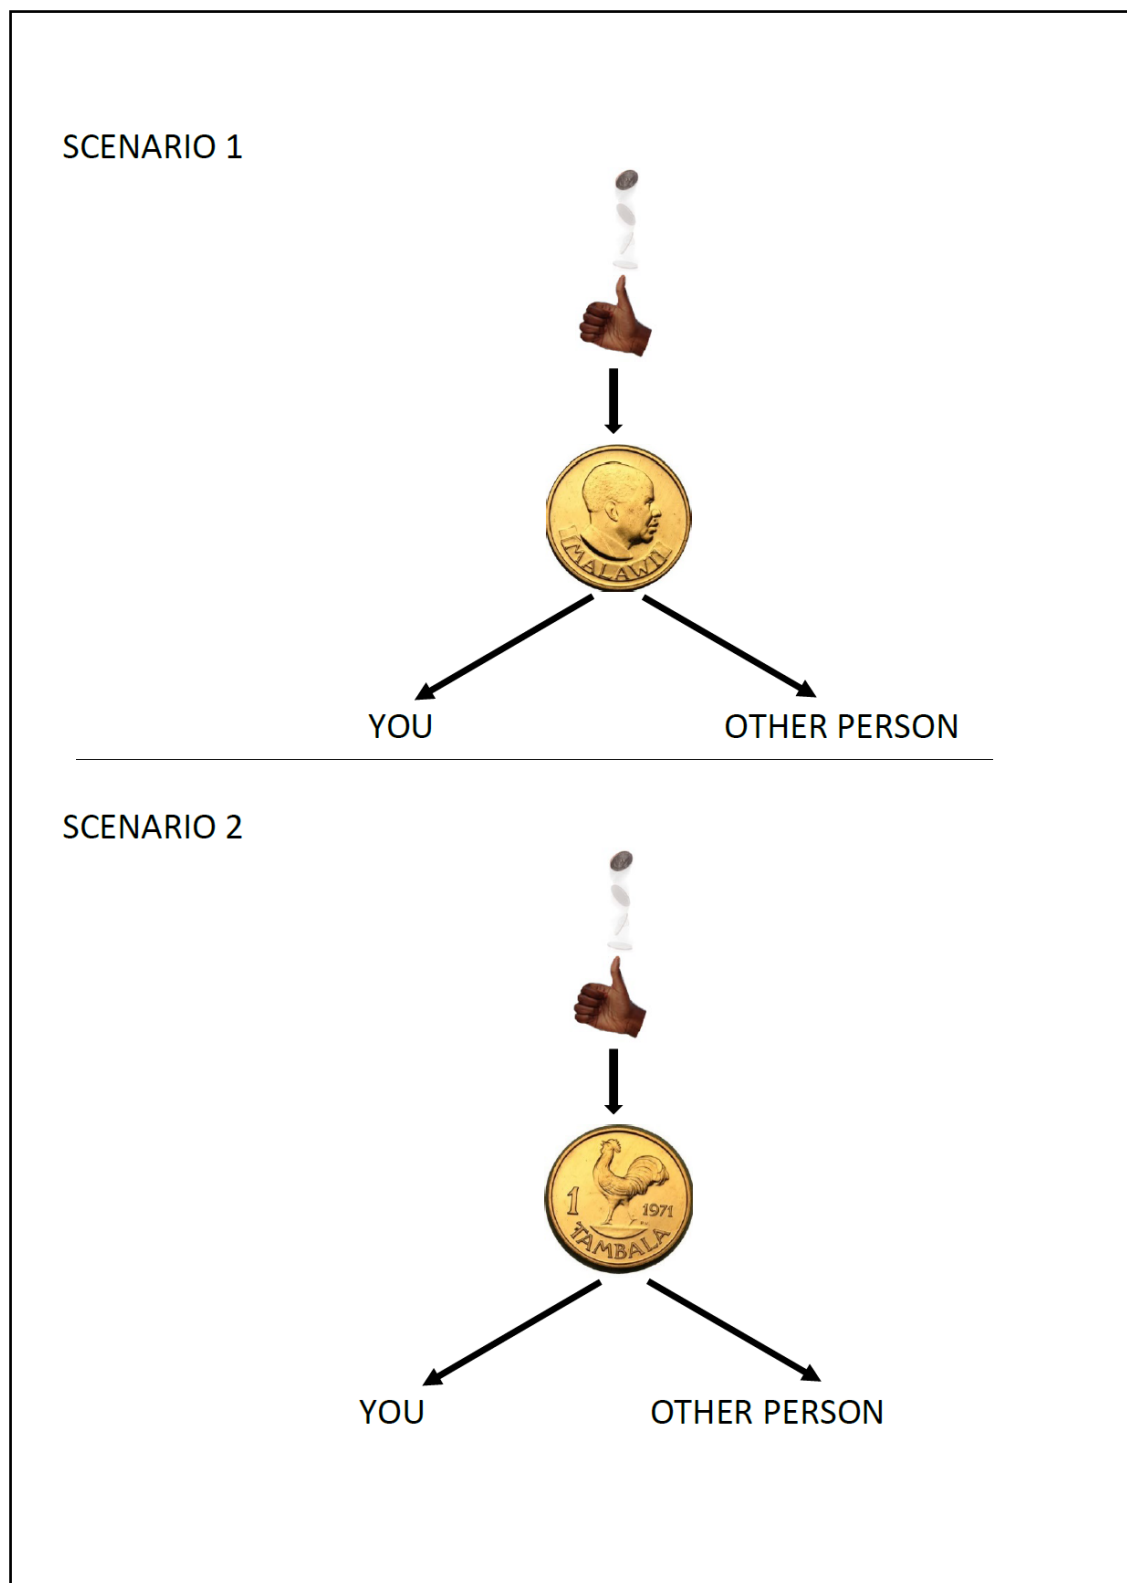 SCENARIO 1
MALAWI
YOU OTHER PERSON
SCENARIO 2
1 1971
TAMBALA
YOU OTHER PERSON